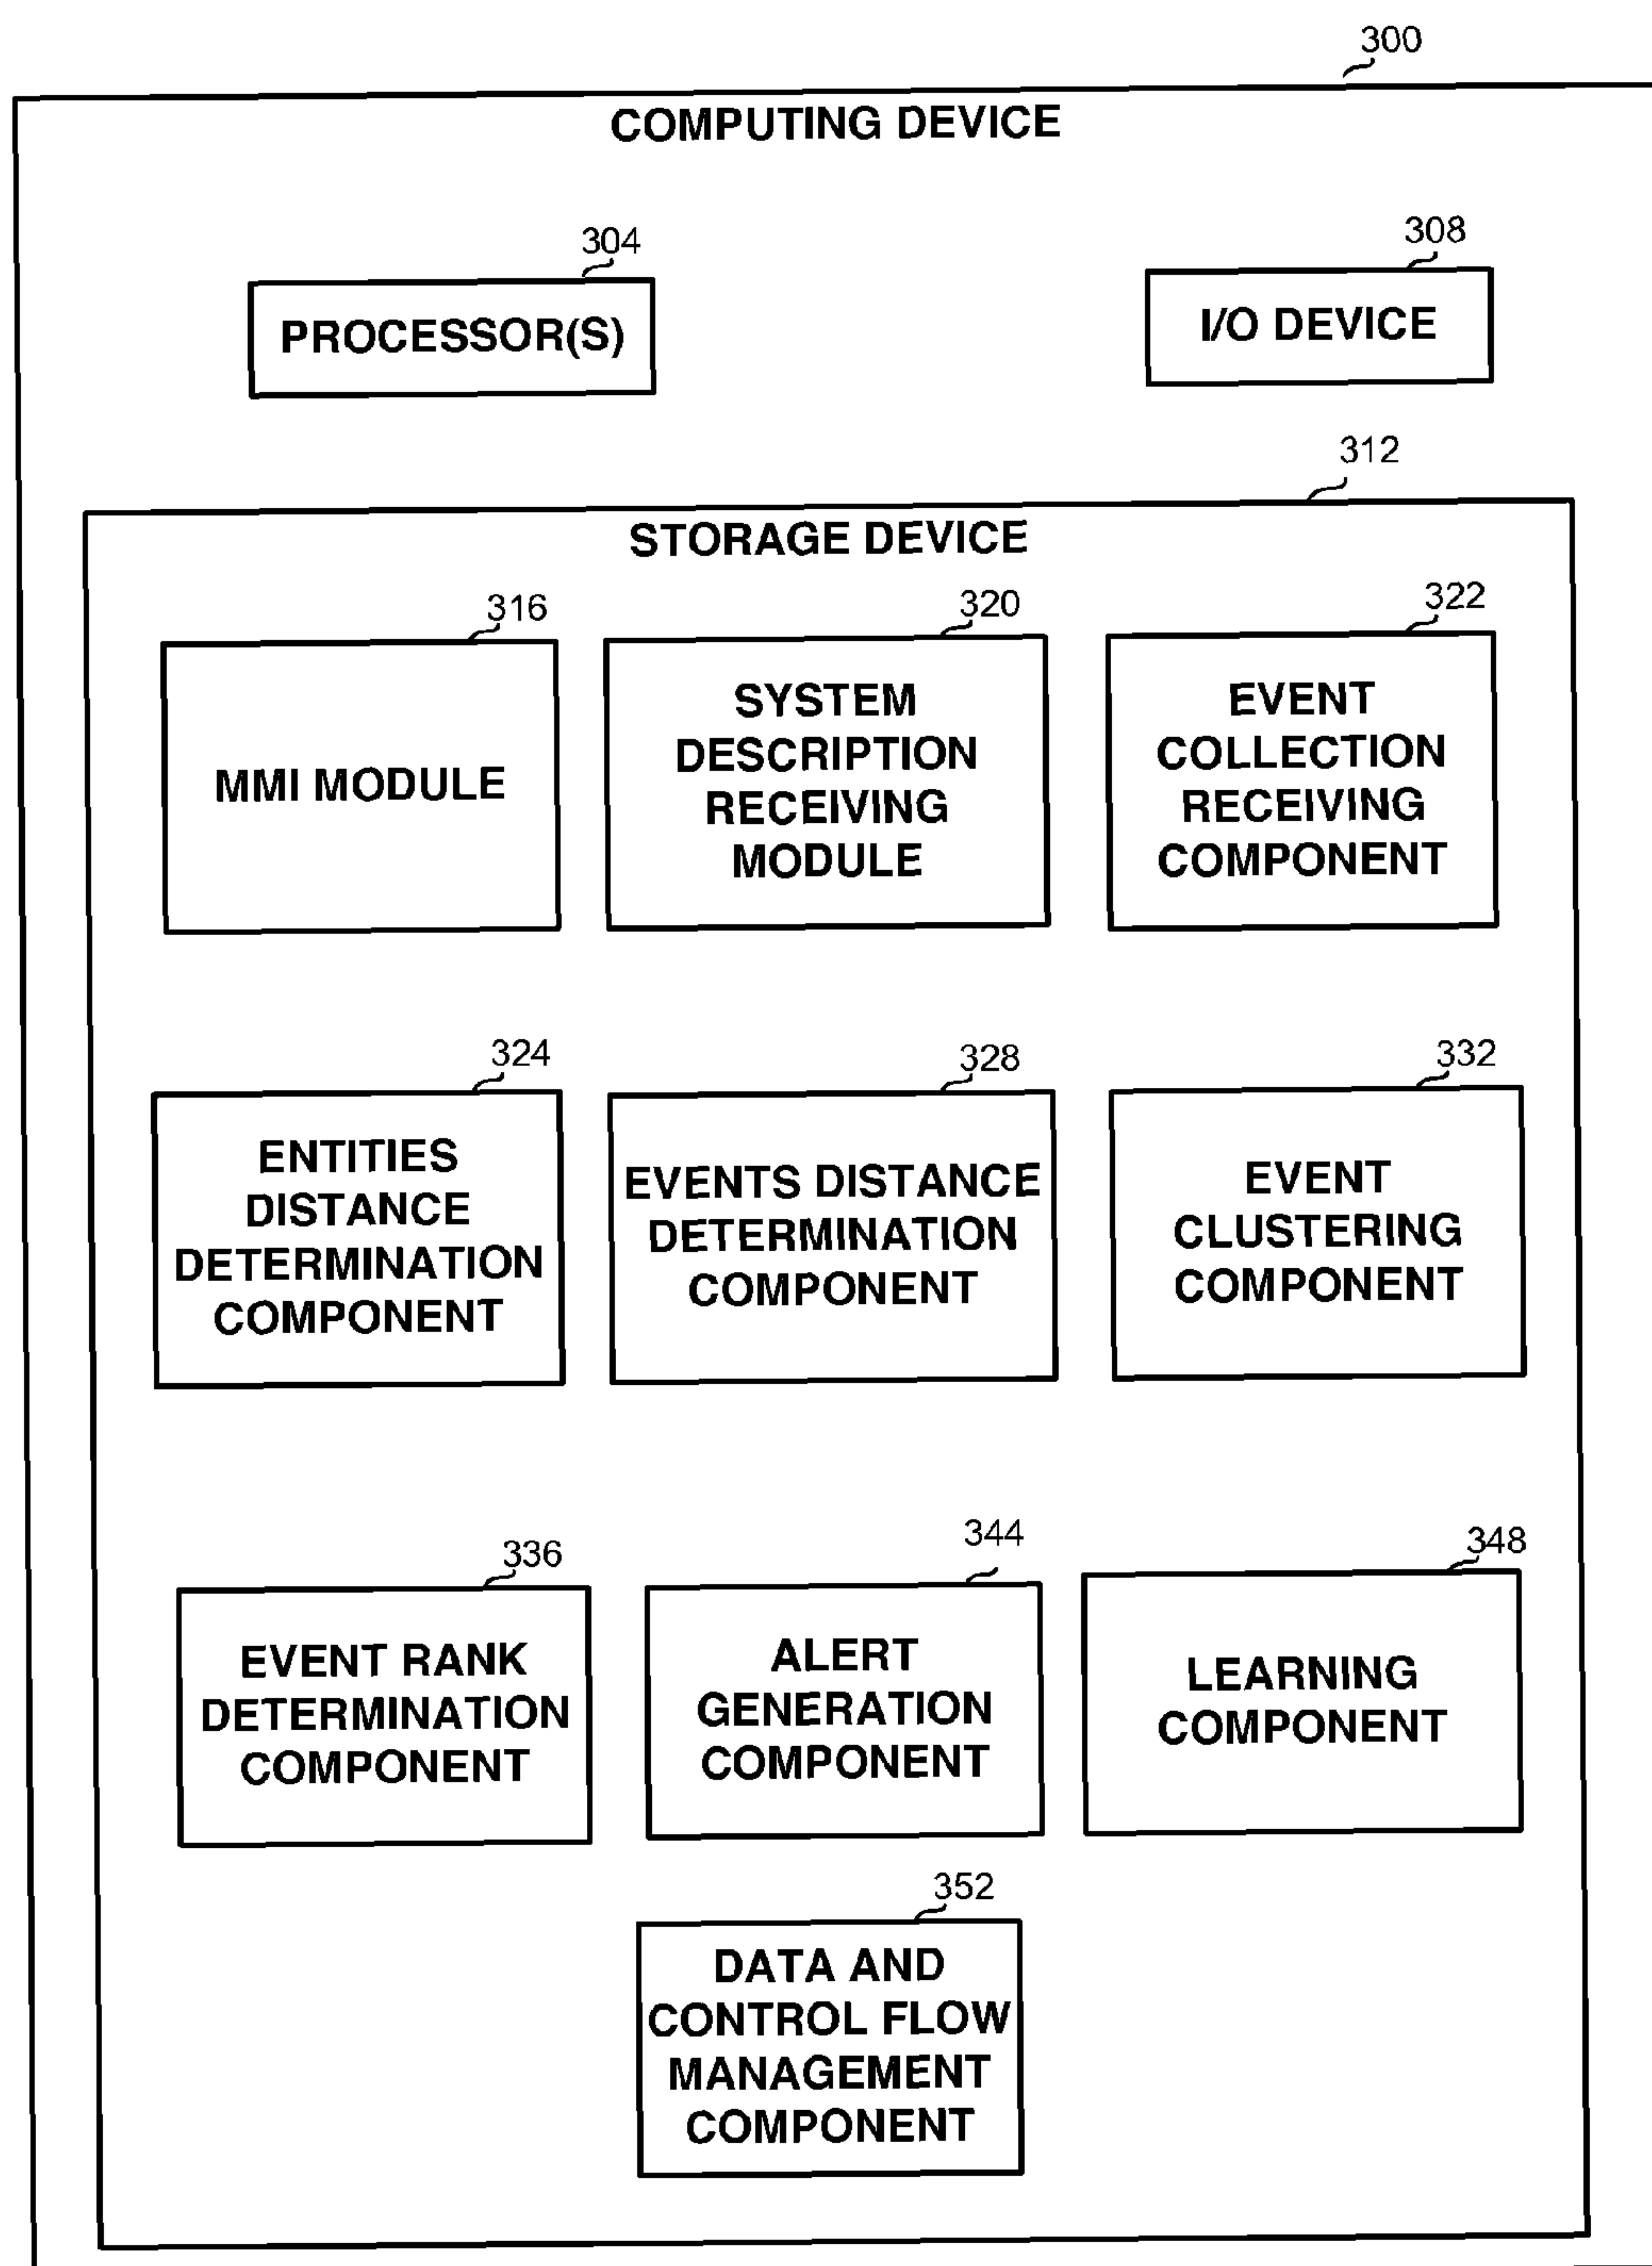 300
COMPUTING DEVICE
304
308
PROCESSOR(S)
I/O DEVICE
312
STORAGE DEVICE
316
320
322
MMI MODULE
SYSTEM
DESCRIPTION
RECEIVING
MODULE
EVENT
COLLECTION
RECEIVING
COMPONENT
324
328
332
ENTITIES
DISTANCE
DETERMINATION
COMPONENT
EVENTS DISTANCE
DETERMINATION
COMPONENT
EVENT
CLUSTERING
COMPONENT
336
344
348
EVENT RANK
DETERMINATION
COMPONENT
ALERT
GENERATION
COMPONENT
LEARNING
COMPONENT
352
DATA AND
CONTROL FLOW
MANAGEMENT
COMPONENT